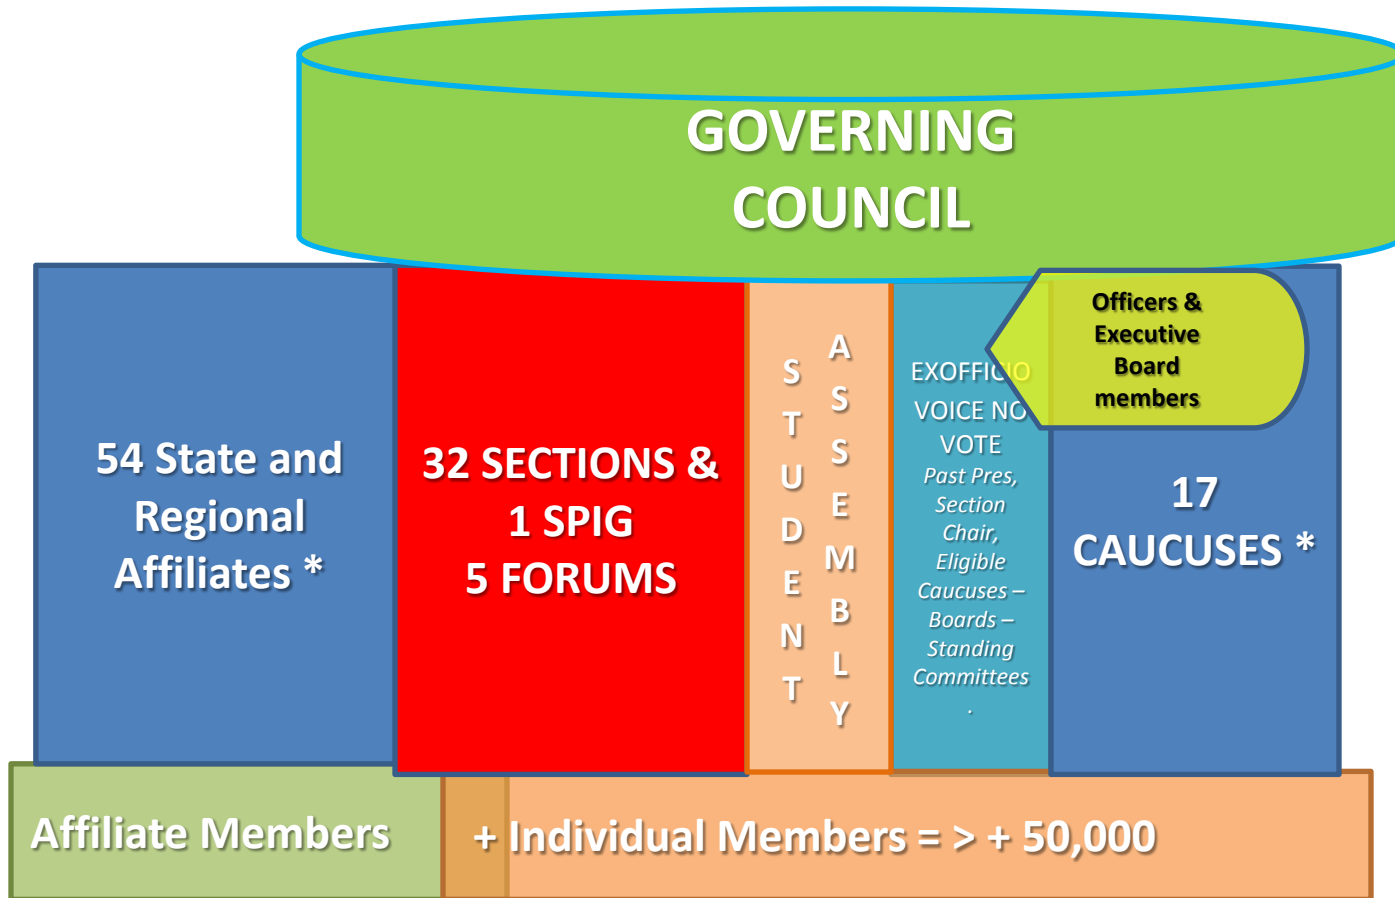 GOVERNING
COUNCIL
54 State and
Regional
Affiliates *
32 SECTIONS &
1 SPIG
5 FORUMS
STUDENT
ASSEMBLY
EXOFFICIO
VOICE NO
VOTE
Past Pres,
Section
Chair,
Eligible
Caucuses –
Boards –
Standing
Committees
.
Officers &
Executive
Board
members
17
CAUCUSES *
Affiliate Members
+ Individual Members = > + 50,000